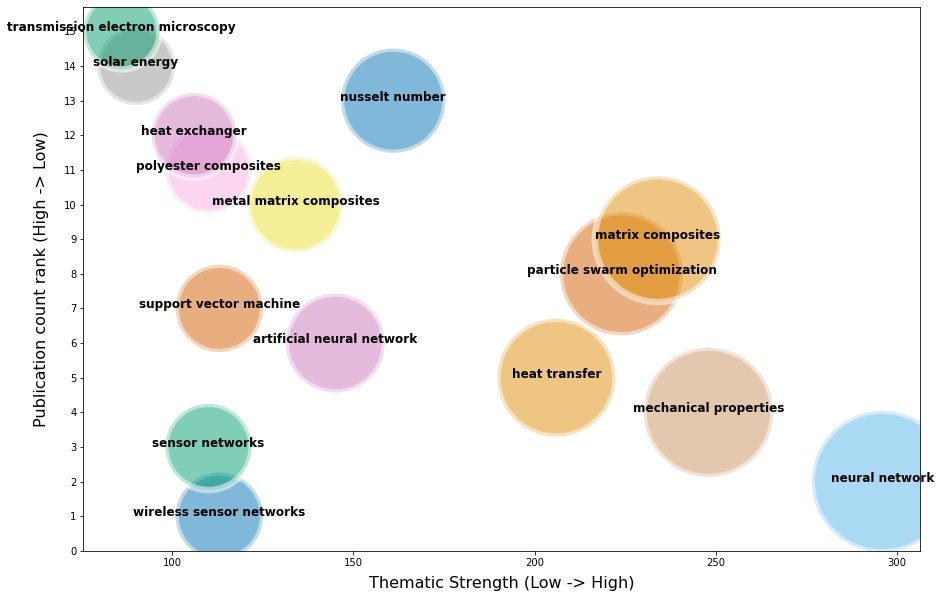 transmission electron microscopy
15
solar energy
14
nusselt number
13
heat exchanger
12
polyester composites
11
metal matrix composites
10
matrix composites
9
particle swarm optimization
8
support vector machine
7
artificial neural network
6
heat transfer
5
mechanical properties
4
sensor networks
3
neural network
2
wireless sensor networks
1
0
100 150 200 250 300
Thematic Strength (Low -> High)
Publication count rank (High -> Low)